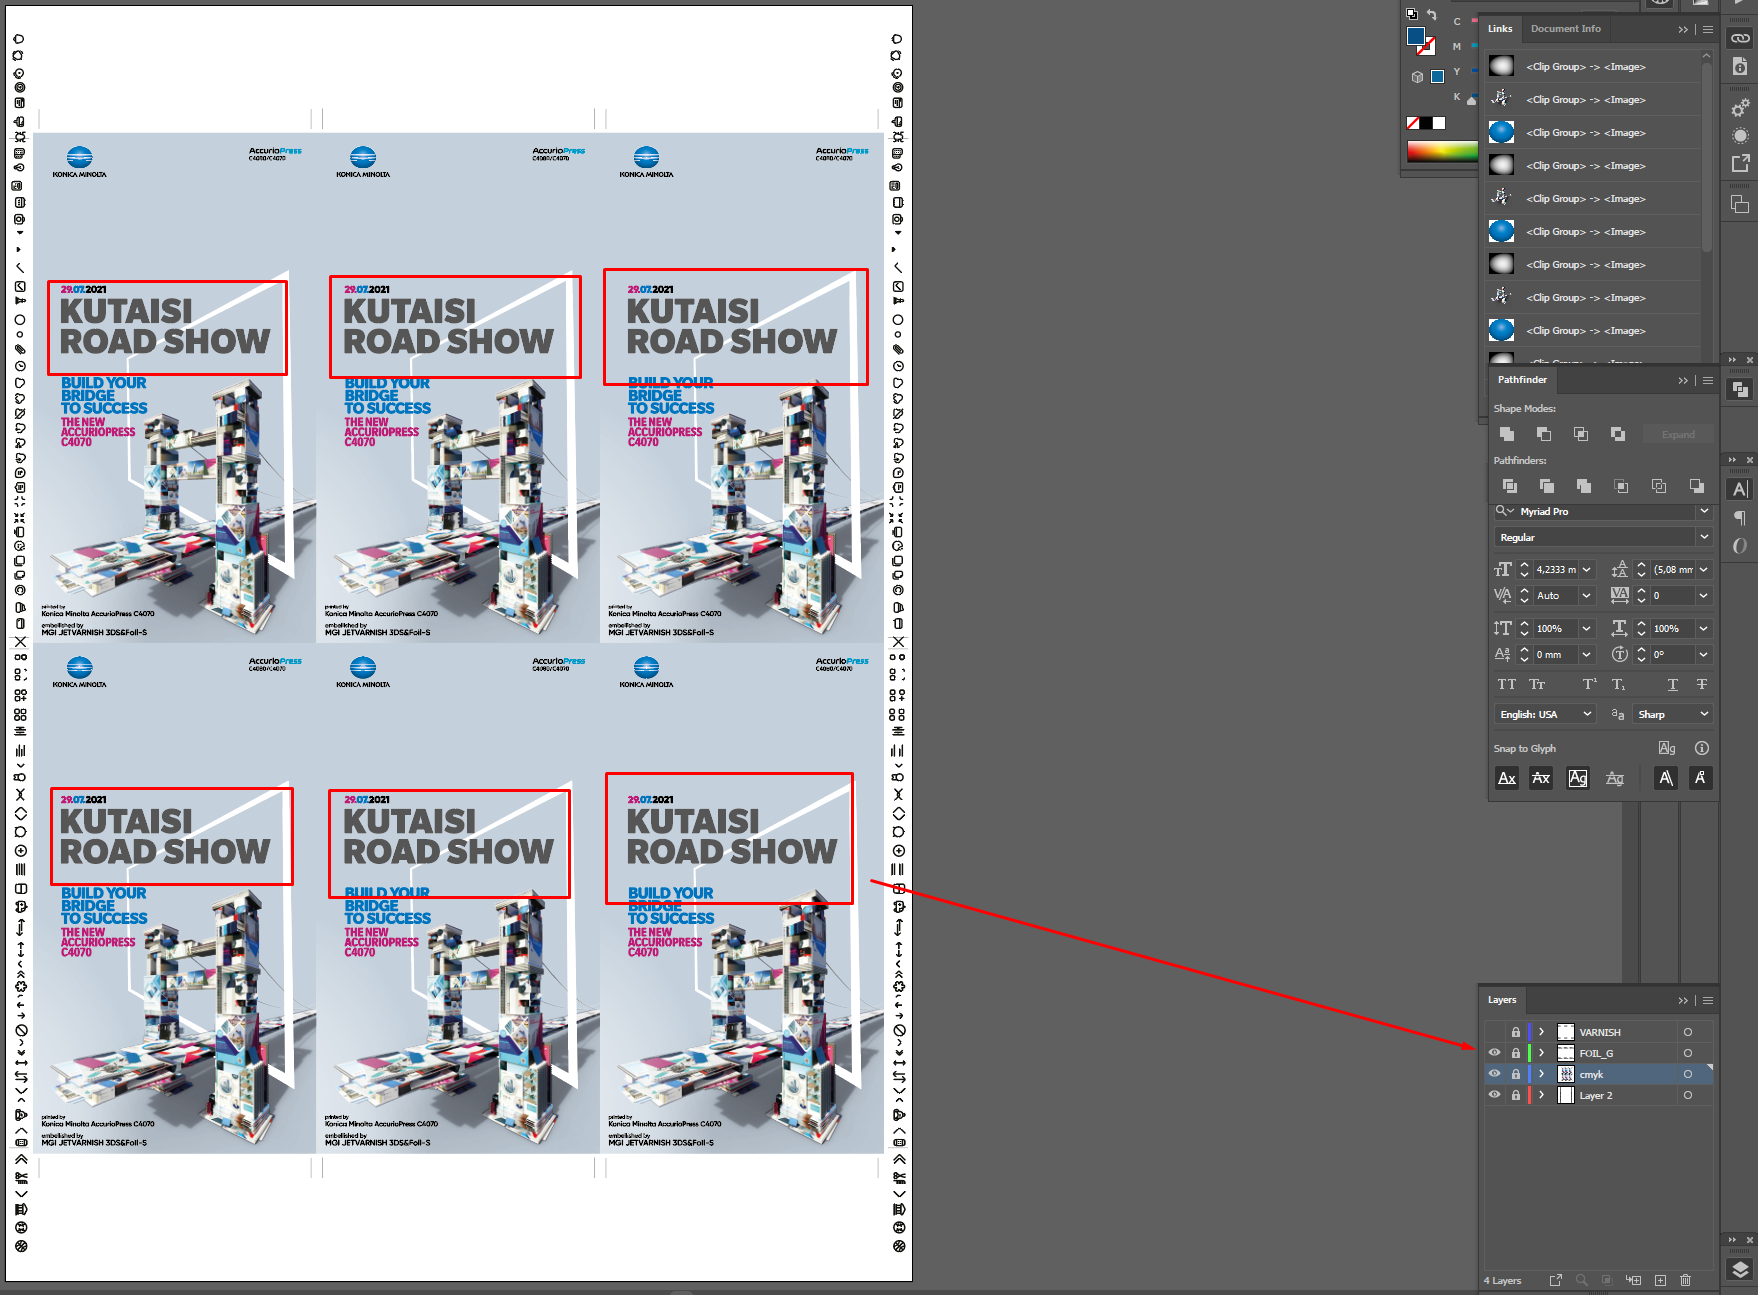 KONICA MINOLTA
AccurioPress
C4080/C4070
29.07.2021
KUTAISI
ROAD SHOW
BUILD YOUR
BRIDGE
TO SUCCESS
THE NEW
ACCURIOPRESS
C4070
printed by
Konica Minolta AccurioPress C4070
embellished by
MGI JETVARNISH 3DS&Foil-S
KONICA MINOLTA
AccurioPress
C4080/C4070
29.07.2021
KUTAISI
ROAD SHOW
BUILD YOUR
BRIDGE
TO SUCCESS
THE NEW
ACCURIOPRESS
C4070
printed by
Konica Minolta AccurioPress C4070
embellished by
MGI JETVARNISH 3DS&Foil-S
KONICA MINOLTA
AccurioPress
C4080/C4070
29.07.2021
KUTAISI
ROAD SHOW
BUILD YOUR
BRIDGE
TO SUCCESS
THE NEW
ACCURIOPRESS
C4070
printed by
Konica Minolta AccurioPress C4070
embellished by
MGI JETVARNISH 3DS&Foil-S
KONICA MINOLTA
AccurioPress
C4080/C4070
29.07.2021
KUTAISI
ROAD SHOW
BUILD YOUR
BRIDGE
TO SUCCESS
THE NEW
ACCURIOPRESS
C4070
printed by
Konica Minolta AccurioPress C4070
embellished by
MGI JETVARNISH 3DS&Foil-S
KONICA MINOLTA
AccurioPress
C4080/C4070
29.07.2021
KUTAISI
ROAD SHOW
BUILD YOUR
BRIDGE
TO SUCCESS
THE NEW
ACCURIOPRESS
C4070
printed by
Konica Minolta AccurioPress C4070
embellished by
MGI JETVARNISH 3DS&Foil-S
KONICA MINOLTA
AccurioPress
C4080/C4070
29.07.2021
KUTAISI
ROAD SHOW
BUILD YOUR
BRIDGE
TO SUCCESS
THE NEW
ACCURIOPRESS
C4070
printed by
Konica Minolta AccurioPress C4070
embellished by
MGI JETVARNISH 3DS&Foil-S
C
M
Y
K
Links Document Info
<Clip Group> -> <Image>
<Clip Group> -> <Image>
<Clip Group> -> <Image>
<Clip Group> -> <Image>
<Clip Group> -> <Image>
<Clip Group> -> <Image>
<Clip Group> -> <Image>
<Clip Group> -> <Image>
<Clip Group> -> <Image>
Pathfinder
Shape Modes:
Expand
Pathfinders:
Myriad Pro
Regular
4,2333 m (5,08 mm
Auto 0
100% 100%
0 mm 0°
English: USA Sharp
Snap to Glyph
Layers
VARNISH
FOIL_G
cmyk
Layer 2
4 Layers